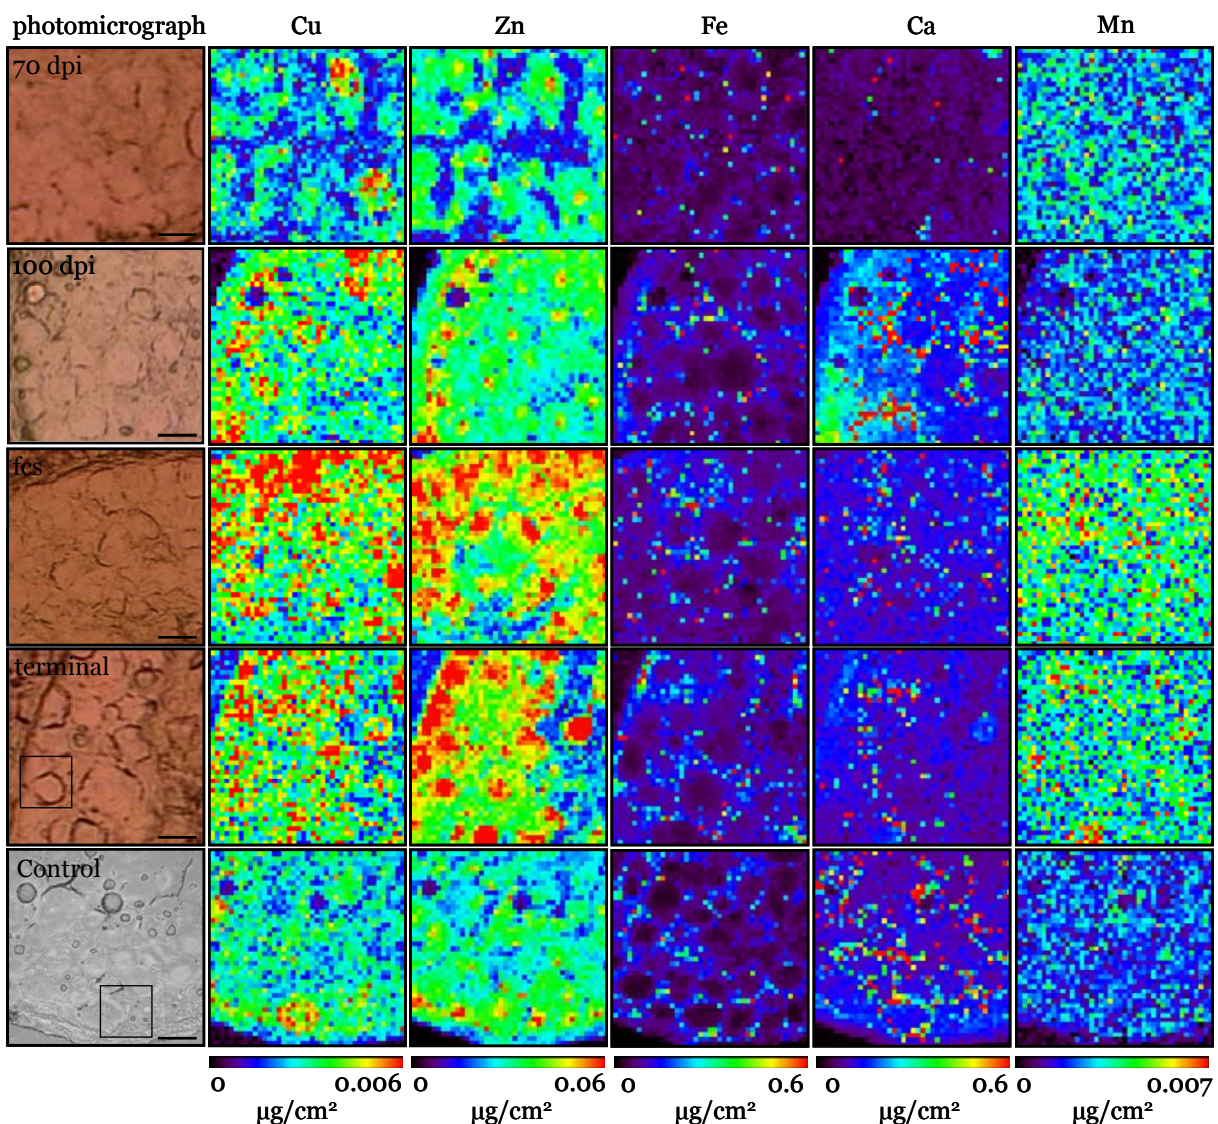 photomicrograph Cu Zn Fe Ca Mn
70 dpi
100 dpi
fcs
terminal
Control
0 0.006 0 0.06 0 0.6 0 0.6 0 0.007
µg/cm² µg/cm² µg/cm² µg/cm² µg/cm²